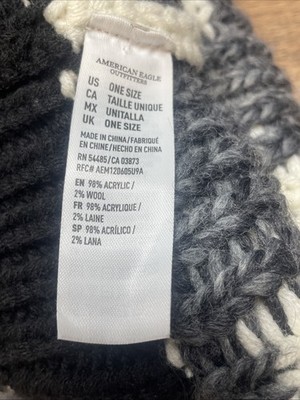 AMERICAN EAGLE
OUTFITTERS
US ONE SIZE
CA TAILLE UNIQUE
MX UNITALLA
UK ONE SIZE
MADE IN CHINA/FABRIQUÉ
EN CHINE/HECHO EN CHINA
RN 54485/CA 03873
RFC# AEM120605U9A
EN 98% ACRYLIC /
2% WOOL
FR 98% ACRYLIQUE /
2% LAINE
SP 98% ACRÍLICO /
2% LANA